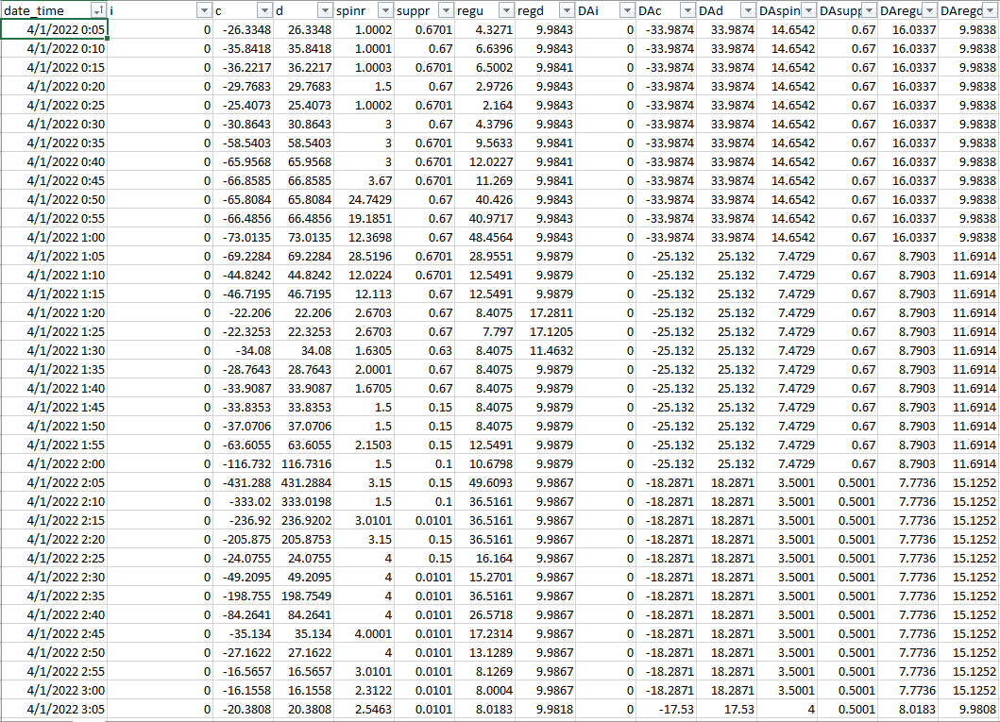 date_time i c d spinr suppr regu regd DAi DAc DAd DAspin DAsupp DAregu DAregd
4/1/2022 0:05 0 -26.3348 26.3348 1.0002 0.6701 4.3271 9.9843 0 -33.9874 33.9874 14.6542 0.67 16.0337 9.9838
4/1/2022 0:10 0 -35.8418 35.8418 1.0001 0.67 6.6396 9.9843 0 -33.9874 33.9874 14.6542 0.67 16.0337 9.9838
4/1/2022 0:15 0 -36.2217 36.2217 1.0003 0.6701 6.5002 9.9841 0 -33.9874 33.9874 14.6542 0.67 16.0337 9.9838
4/1/2022 0:20 0 -29.7683 29.7683 1.5 0.67 2.9726 9.9843 0 -33.9874 33.9874 14.6542 0.67 16.0337 9.9838
4/1/2022 0:25 0 -25.4073 25.4073 1.0002 0.6701 2.164 9.9843 0 -33.9874 33.9874 14.6542 0.67 16.0337 9.9838
4/1/2022 0:30 0 -30.8643 30.8643 3 0.67 4.3796 9.9843 0 -33.9874 33.9874 14.6542 0.67 16.0337 9.9838
4/1/2022 0:35 0 -58.5403 58.5403 3 0.6701 9.5633 9.9841 0 -33.9874 33.9874 14.6542 0.67 16.0337 9.9838
4/1/2022 0:40 0 -65.9568 65.9568 3 0.6701 12.0227 9.9841 0 -33.9874 33.9874 14.6542 0.67 16.0337 9.9838
4/1/2022 0:45 0 -66.8585 66.8585 3.67 0.6701 11.269 9.9841 0 -33.9874 33.9874 14.6542 0.67 16.0337 9.9838
4/1/2022 0:50 0 -65.8084 65.8084 24.7429 0.67 40.426 9.9843 0 -33.9874 33.9874 14.6542 0.67 16.0337 9.9838
4/1/2022 0:55 0 -66.4856 66.4856 19.1851 0.67 40.9717 9.9843 0 -33.9874 33.9874 14.6542 0.67 16.0337 9.9838
4/1/2022 1:00 0 -73.0135 73.0135 12.3698 0.67 48.4564 9.9843 0 -33.9874 33.9874 14.6542 0.67 16.0337 9.9838
4/1/2022 1:05 0 -69.2284 69.2284 28.5196 0.6701 28.9551 9.9879 0 -25.132 25.132 7.4729 0.67 8.7903 11.6914
4/1/2022 1:10 0 -44.8242 44.8242 12.0224 0.6701 12.5491 9.9879 0 -25.132 25.132 7.4729 0.67 8.7903 11.6914
4/1/2022 1:15 0 -46.7195 46.7195 12.113 0.67 12.5491 9.9879 0 -25.132 25.132 7.4729 0.67 8.7903 11.6914
4/1/2022 1:20 0 -22.206 22.206 2.6703 0.67 8.4075 17.2811 0 -25.132 25.132 7.4729 0.67 8.7903 11.6914
4/1/2022 1:25 0 -22.3253 22.3253 2.6703 0.67 7.797 17.1205 0 -25.132 25.132 7.4729 0.67 8.7903 11.6914
4/1/2022 1:30 0 -34.08 34.08 1.6305 0.63 8.4075 11.4632 0 -25.132 25.132 7.4729 0.67 8.7903 11.6914
4/1/2022 1:35 0 -28.7643 28.7643 2.0001 0.67 8.4075 9.9879 0 -25.132 25.132 7.4729 0.67 8.7903 11.6914
4/1/2022 1:40 0 -33.9087 33.9087 1.6705 0.67 8.4075 9.9879 0 -25.132 25.132 7.4729 0.67 8.7903 11.6914
4/1/2022 1:45 0 -33.8353 33.8353 1.5 0.15 8.4075 9.9879 0 -25.132 25.132 7.4729 0.67 8.7903 11.6914
4/1/2022 1:50 0 -37.0706 37.0706 1.5 0.15 8.4075 9.9879 0 -25.132 25.132 7.4729 0.67 8.7903 11.6914
4/1/2022 1:55 0 -63.6055 63.6055 2.1503 0.15 12.5491 9.9879 0 -25.132 25.132 7.4729 0.67 8.7903 11.6914
4/1/2022 2:00 0 -116.732 116.7316 1.5 0.1 10.6798 9.9879 0 -25.132 25.132 7.4729 0.67 8.7903 11.6914
4/1/2022 2:05 0 -431.288 431.2884 3.15 0.15 49.6093 9.9867 0 -18.2871 18.2871 3.5001 0.5001 7.7736 15.1252
4/1/2022 2:10 0 -333.02 333.0198 1.5 0.1 36.5161 9.9867 0 -18.2871 18.2871 3.5001 0.5001 7.7736 15.1252
4/1/2022 2:15 0 -236.92 236.9202 3.0101 0.0101 36.5161 9.9867 0 -18.2871 18.2871 3.5001 0.5001 7.7736 15.1252
4/1/2022 2:20 0 -205.875 205.8753 3.15 0.15 36.5161 9.9867 0 -18.2871 18.2871 3.5001 0.5001 7.7736 15.1252
4/1/2022 2:25 0 -24.0755 24.0755 4 0.15 16.164 9.9867 0 -18.2871 18.2871 3.5001 0.5001 7.7736 15.1252
4/1/2022 2:30 0 -49.2095 49.2095 4 0.0101 15.2701 9.9867 0 -18.2871 18.2871 3.5001 0.5001 7.7736 15.1252
4/1/2022 2:35 0 -198.755 198.7549 4 0.0101 36.5161 9.9867 0 -18.2871 18.2871 3.5001 0.5001 7.7736 15.1252
4/1/2022 2:40 0 -84.2641 84.2641 4 0.0101 26.5718 9.9867 0 -18.2871 18.2871 3.5001 0.5001 7.7736 15.1252
4/1/2022 2:45 0 -35.134 35.134 4.0001 0.0101 17.2314 9.9867 0 -18.2871 18.2871 3.5001 0.5001 7.7736 15.1252
4/1/2022 2:50 0 -27.1622 27.1622 4 0.0101 13.1289 9.9867 0 -18.2871 18.2871 3.5001 0.5001 7.7736 15.1252
4/1/2022 2:55 0 -16.5657 16.5657 3.0101 0.0101 8.1269 9.9867 0 -18.2871 18.2871 3.5001 0.5001 7.7736 15.1252
4/1/2022 3:00 0 -16.1558 16.1558 2.3122 0.0101 8.0004 9.9867 0 -18.2871 18.2871 3.5001 0.5001 7.7736 15.1252
4/1/2022 3:05 0 -20.3808 20.3808 2.5463 0.0101 8.0183 9.9818 0 -17.53 17.53 4 0.5001 8.0183 9.9808